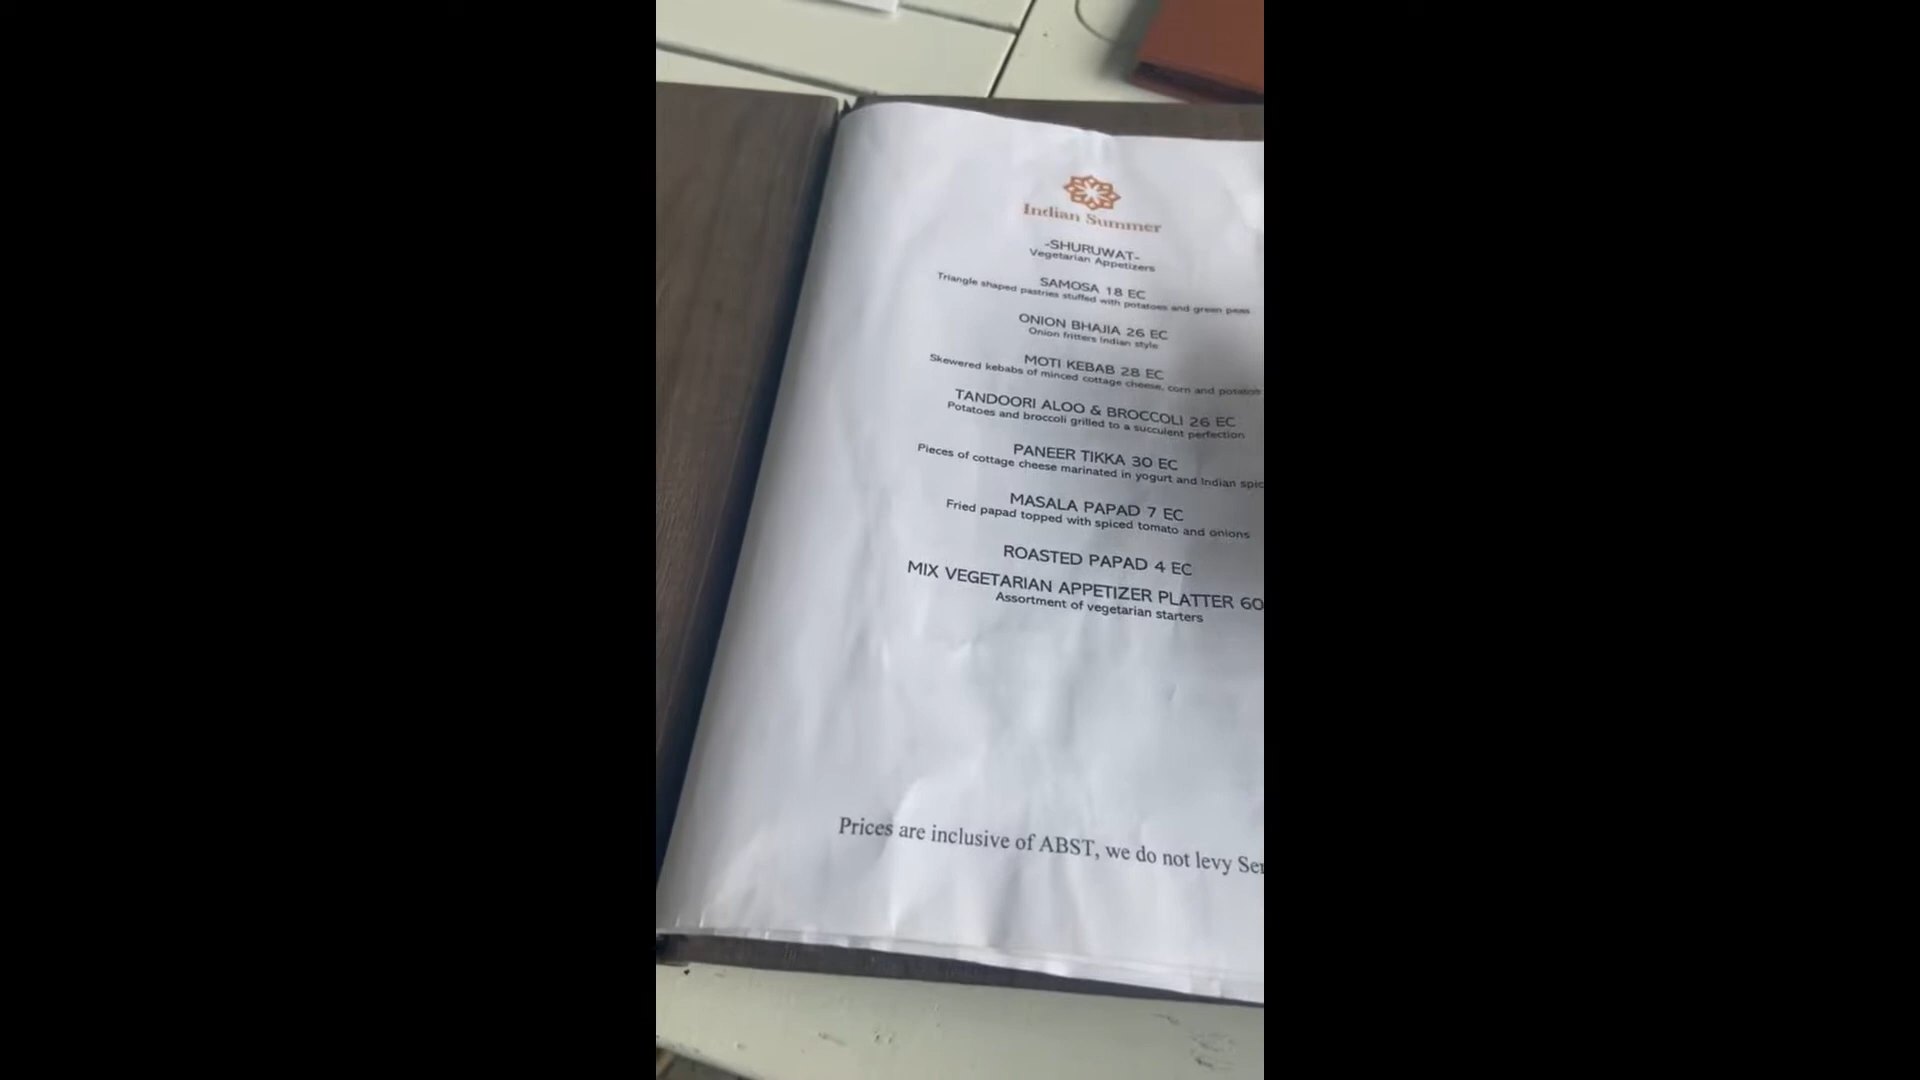 Indian Summer
-SHURUWAT-
Vegetarian Appetizers
SAMOSA 18 EC
Triangle shaped pastries stuffed with potatoes and green peas
ONION BHAJIA 26 EC
Onion fritters Indian style
MOTI KEBAB 28 EC
Skewered kebabs of minced cottage cheese, corn and
TANDOORI ALOO & BROCCOLI 26 EC
Potatoes and broccoli grilled to a succulent perfection
PANEER TIKKA 30 EC
Pieces of cottage cheese marinated in yogurt and Indian
MASALA PAPAD 7 EC
Fried papad topped with spiced tomato and onions
ROASTED PAPAD 4 EC
MIX VEGETARIAN APPETIZER PLATTER 60
Assortment of vegetarian starters
Prices are inclusive of ABST, we do not levy